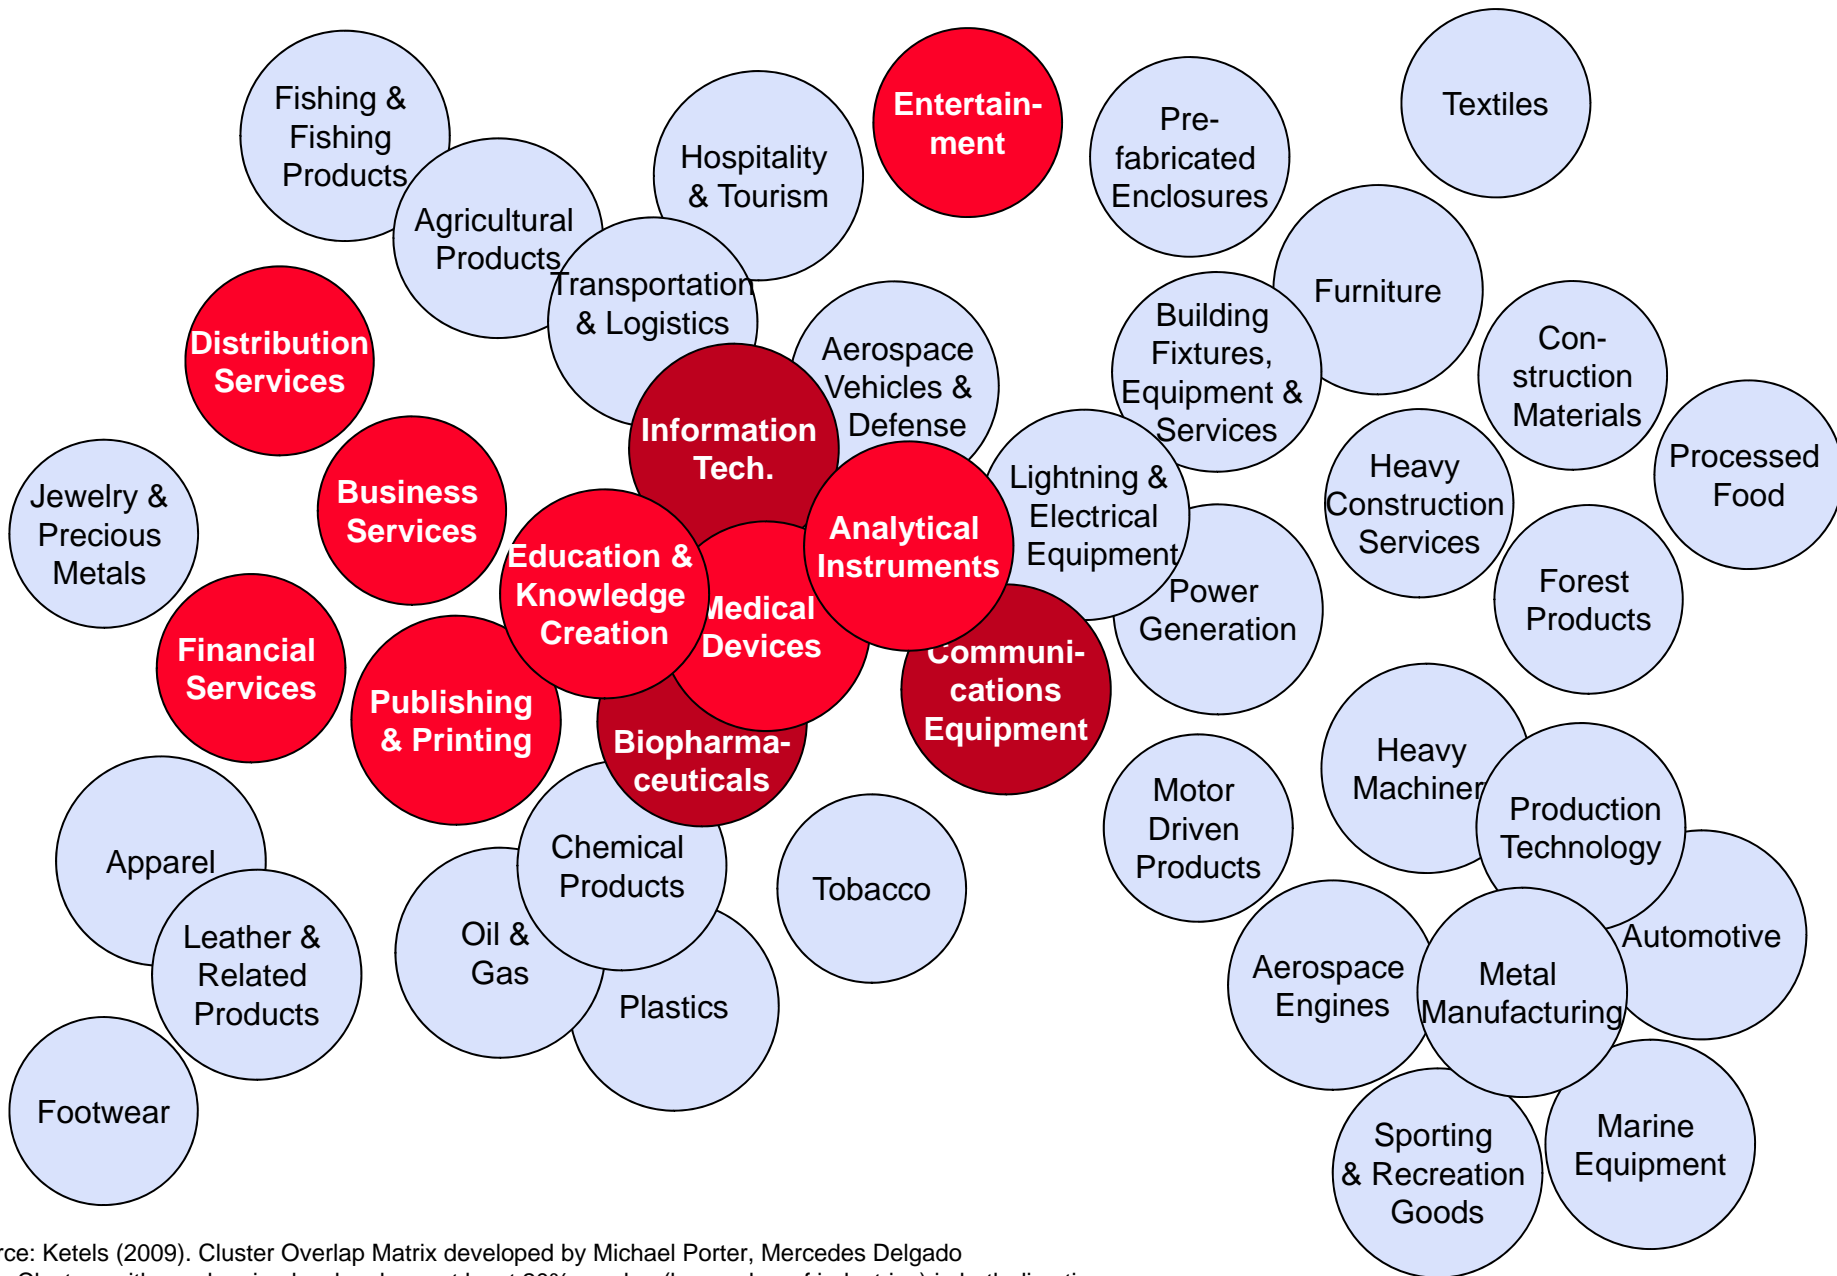 Fishing &
Fishing
Products
Agricultural
Products
Hospitality
& Tourism
Entertain-
ment
Pre-
fabricated
Enclosures
Textiles
Transportation
& Logistics
Furniture
Distribution
Services
Aerospace
Vehicles &
Defense
Building
Fixtures,
Equipment &
Services
Con-
struction
Materials
Information
Tech.
Processed
Food
Jewelry &
Precious
Metals
Business
Services
Education &
Knowledge
Creation
Medical
Devices
Analytical
Instruments
Lightning &
Electrical
Equipment
Heavy
Construction
Services
Power
Generation
Forest
Products
Financial
Services
Publishing
& Printing
Biopharma-
ceuticals
Communi-
cations
Equipment
Heavy
Machiner
Motor
Driven
Products
Production
Technology
Apparel
Chemical
Products
Tobacco
Leather &
Related
Products
Oil &
Gas
Plastics
Aerospace
Engines
Metal
Manufacturing
Automotive
Footwear
Sporting
& Recreation
Goods
Marine
Equipment
rce: Ketels (2009). Cluster Overlap Matrix developed by Michael Porter, Mercedes Delgado